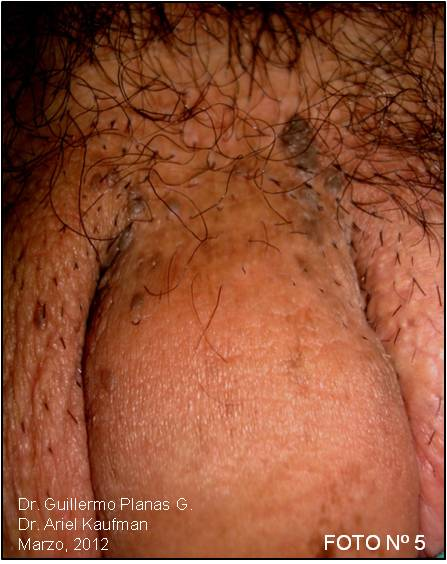 Dr. Guillermo Planas G.
Dr. Ariel Kaufman
Marzo, 2012
FOTO Nº 5